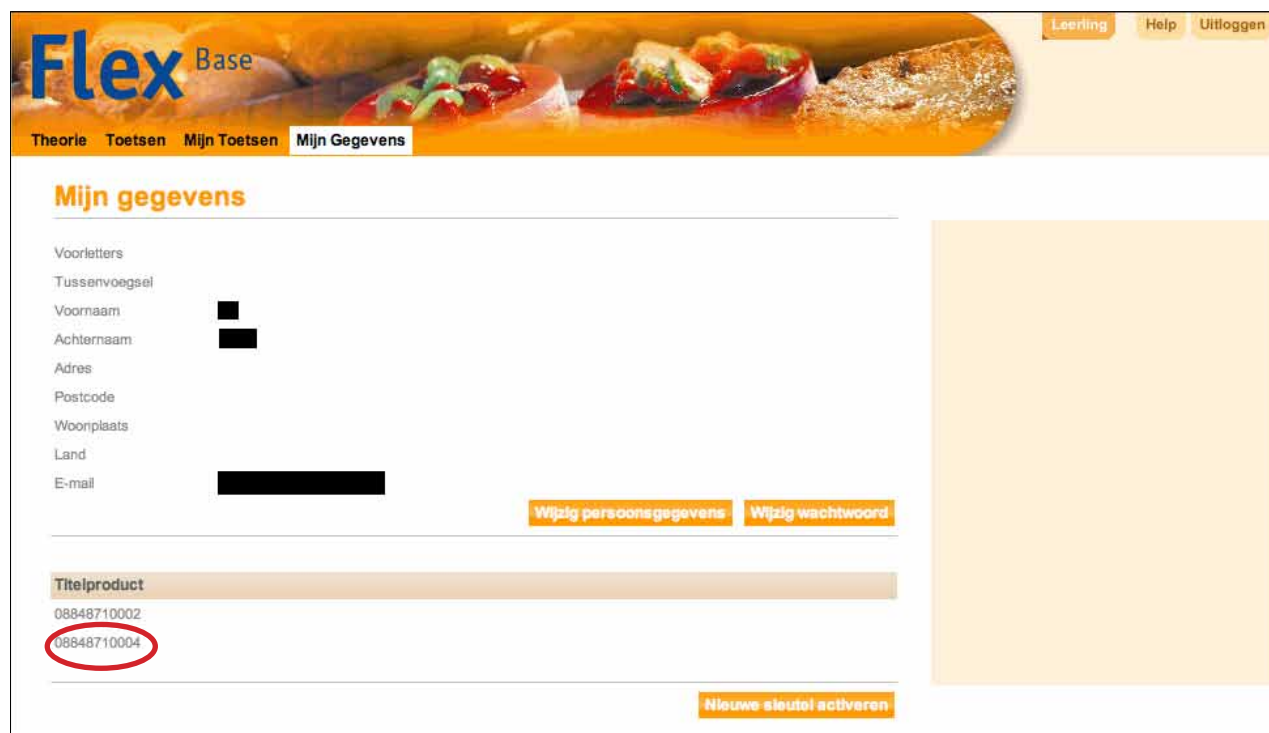 Flex Base
Leerling Help Uitloggen
Theorie Toetsen Mijn Toetsen Mijn Gegevens
Mijn gegevens
Voorletters
Tussenvoegsel
Voornaam
Achternaam
Adres
Postcode
Woonplaats
Land
E-mail
Wijzig persoonsgegevens Wijzig wachtwoord
Titelproduct
08848710002
08848710004
Nieuwe sleutel activeren